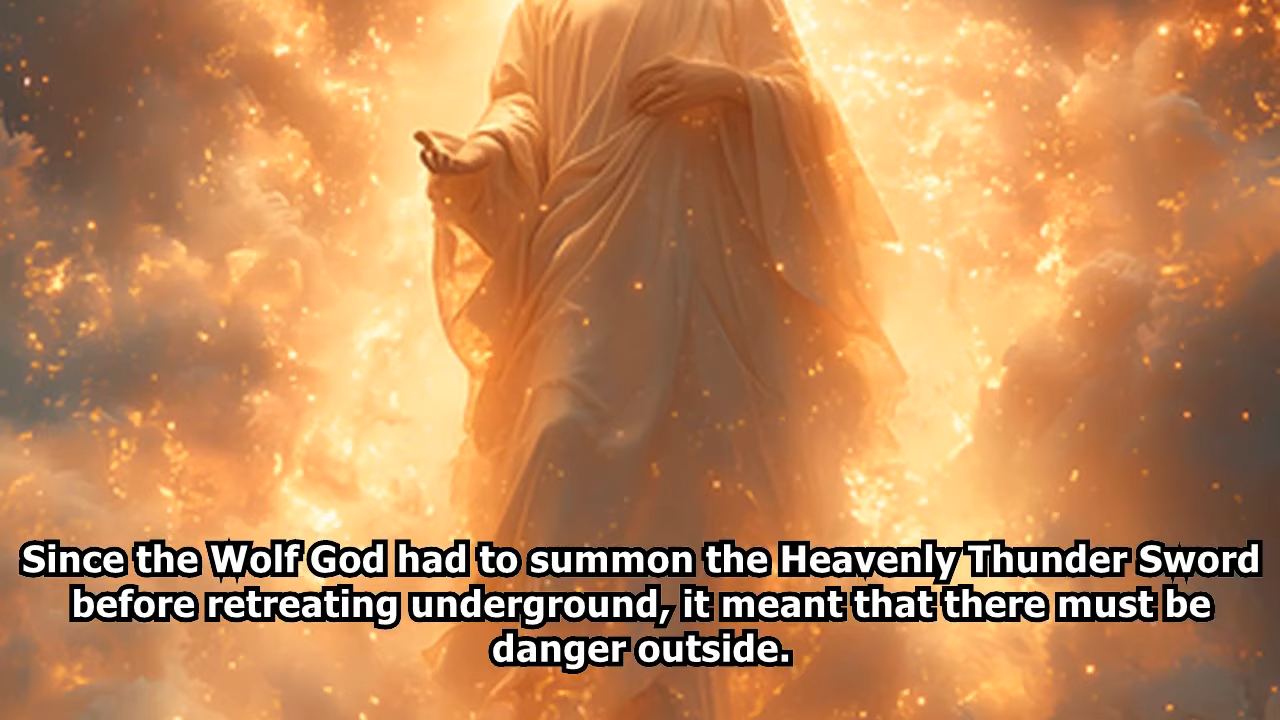 Since the Wolf God had to summon the Heavenly Thunder Sword
before retreating underground, it meant that there must be
danger outside.